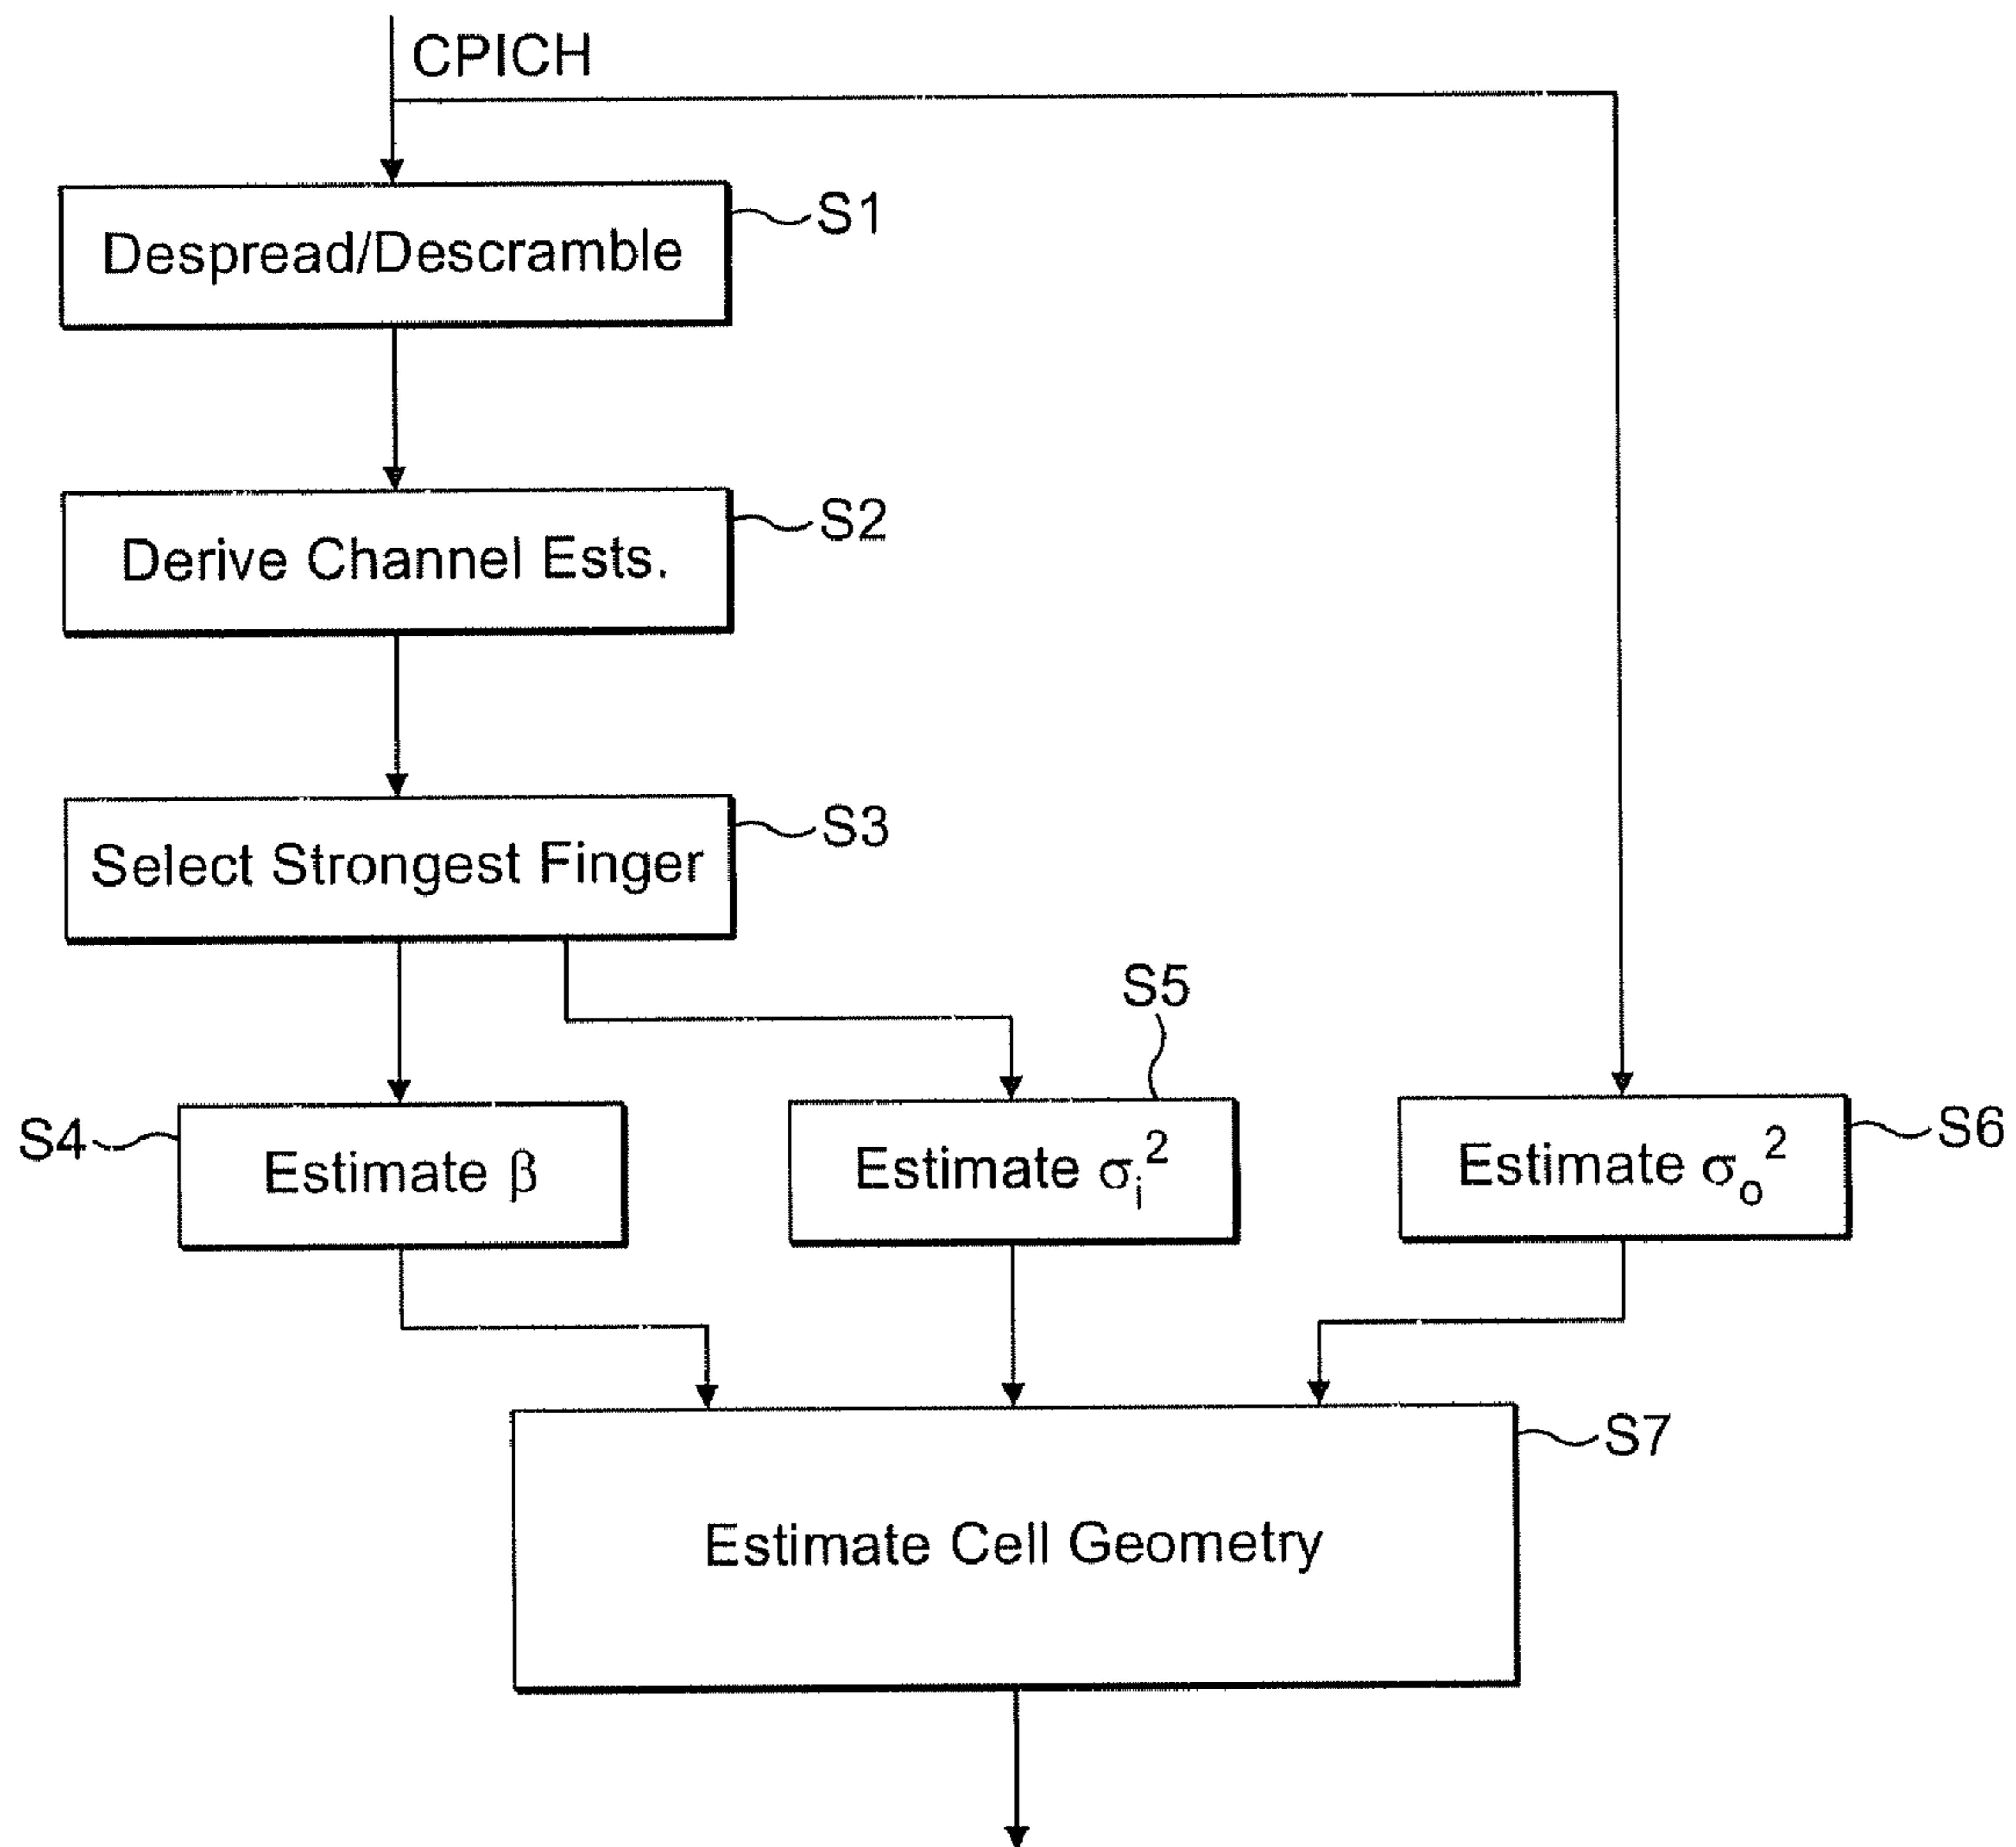 CPICH
Despread/Descramble
S1
Derive Channel Ests.
S2
Select Strongest Finger
S3
S4
Estimate β
S5
Estimate σᵢ²
Estimate σₒ²
S6
S7
Estimate Cell Geometry